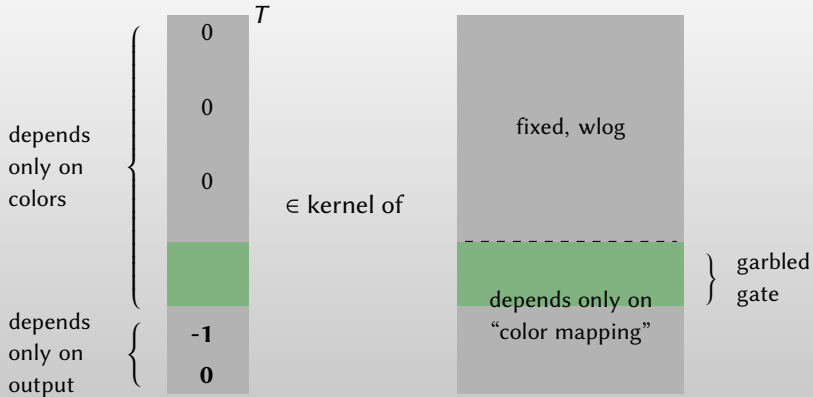 T
0
0
0
depends
only on
colors
∈ kernel of
fixed, wlog
depends only on
“color mapping”
garbled
gate
depends
only on
output
-1
0